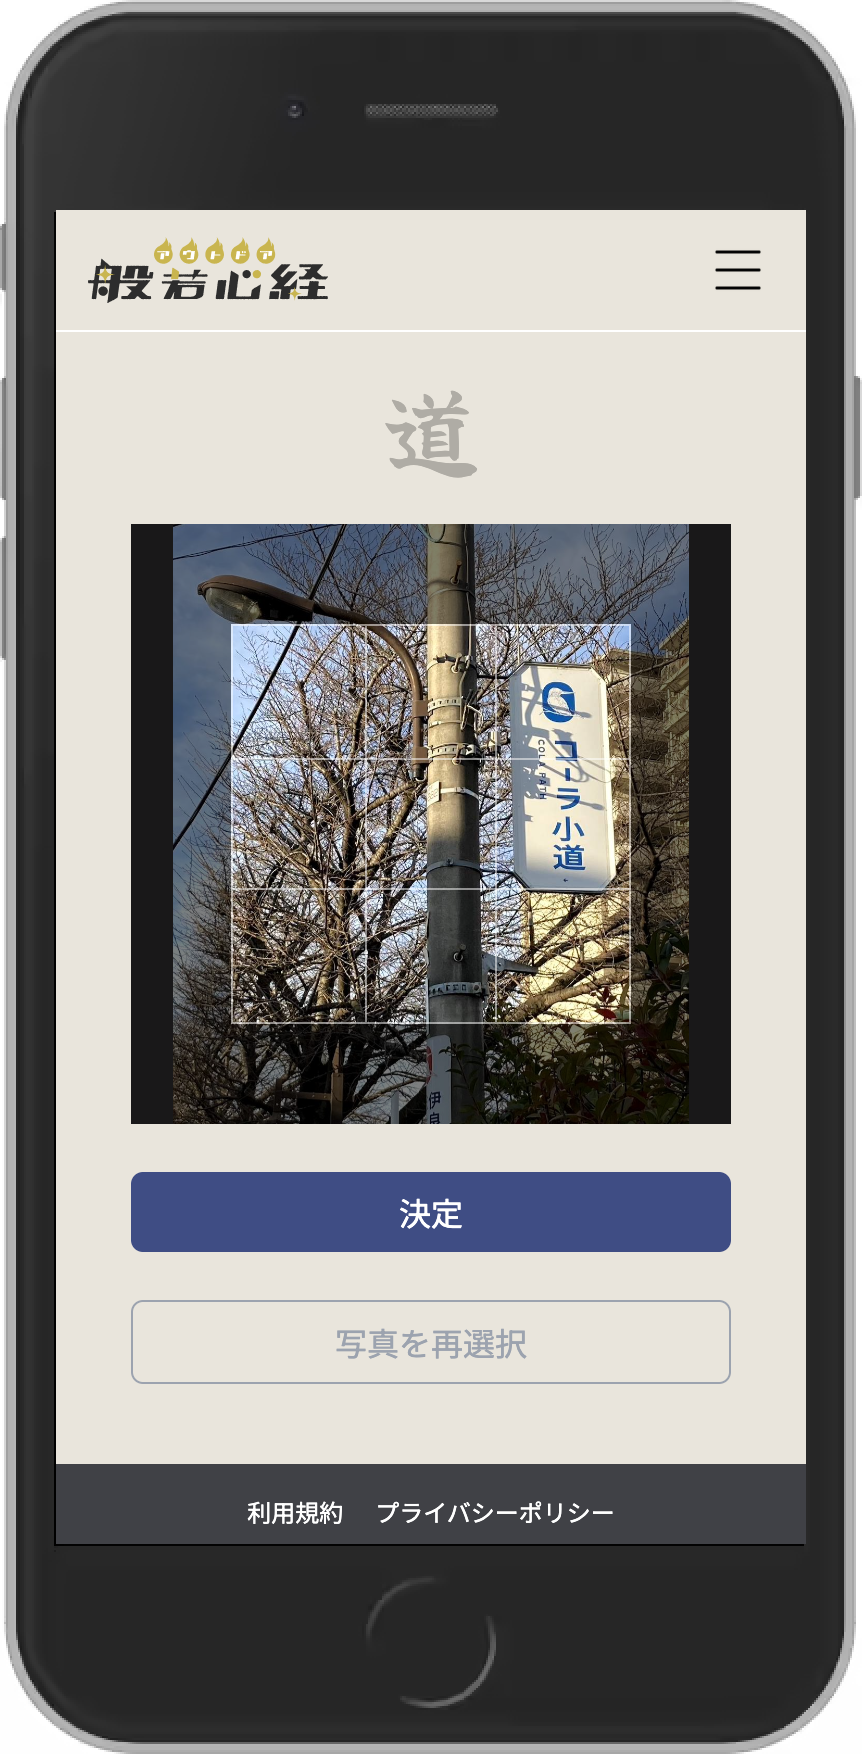 アウトドア
般若心経
道
コーラ小道
COLA PATH
伊
決定
写真を再選択
利用規約 プライバシーポリシー